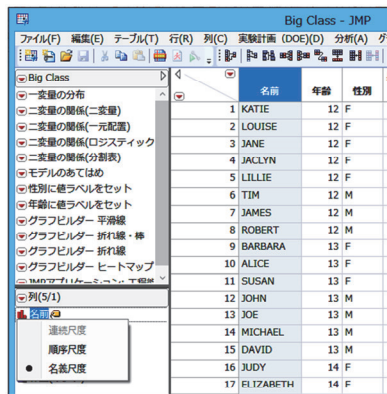 Big Class - JMP
ファイル(F) 編集(E) テーブル(T) 行(R) 列(C) 実験計画(DOE)(D) 分析(A)
Big Class
一変量の分布
二変量の関係(二変量)
二変量の関係(一元配置)
二変量の関係(ロジスティック
二変量の関係(分割表)
モデルのあてはめ
性別に値ラベルをセット
年齢に値ラベルをセット
グラフビルダー 平滑線
グラフビルダー 折れ線・棒
グラフビルダー 折れ線
グラフビルダー ヒートマップ
列(5/1)
名前
連続尺度
順序尺度
名義尺度
名前 年齢 性別
1 KATIE 12 F
2 LOUISE 12 F
3 JANE 12 F
4 JACLYN 12 F
5 LILLIE 12 F
6 TIM 12 M
7 JAMES 12 M
8 ROBERT 12 M
9 BARBARA 13 F
10 ALICE 13 F
11 SUSAN 13 F
12 JOHN 13 M
13 JOE 13 M
14 MICHAEL 13 M
15 DAVID 13 M
16 JUDY 14 F
17 ELIZABETH 14 F